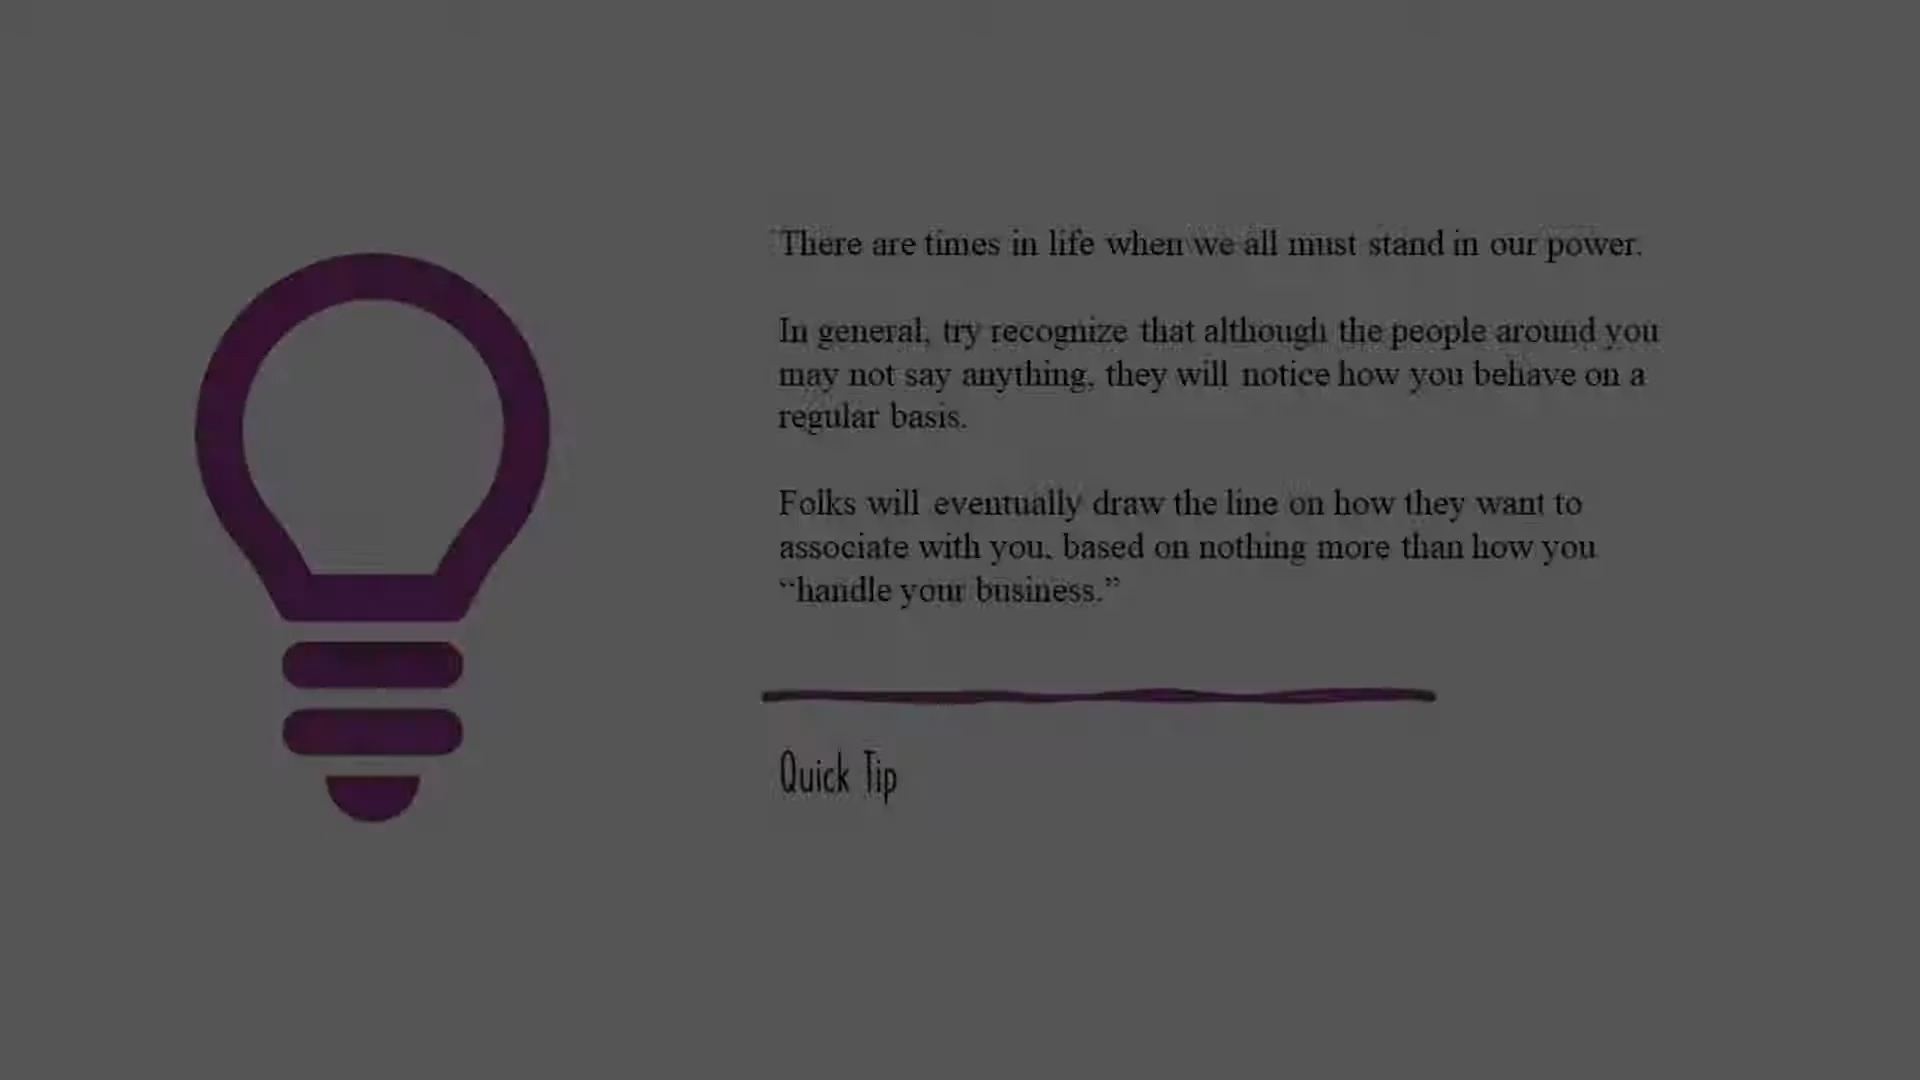 There are times in life when we all must stand in our power.
In general, try recognize that although the people around you
may not say anything, they will notice how you behave on a
regular basis.
Folks will eventually draw the line on how they want to
associate with you, based on nothing more than how you
“handle your business.”
Quick Tip